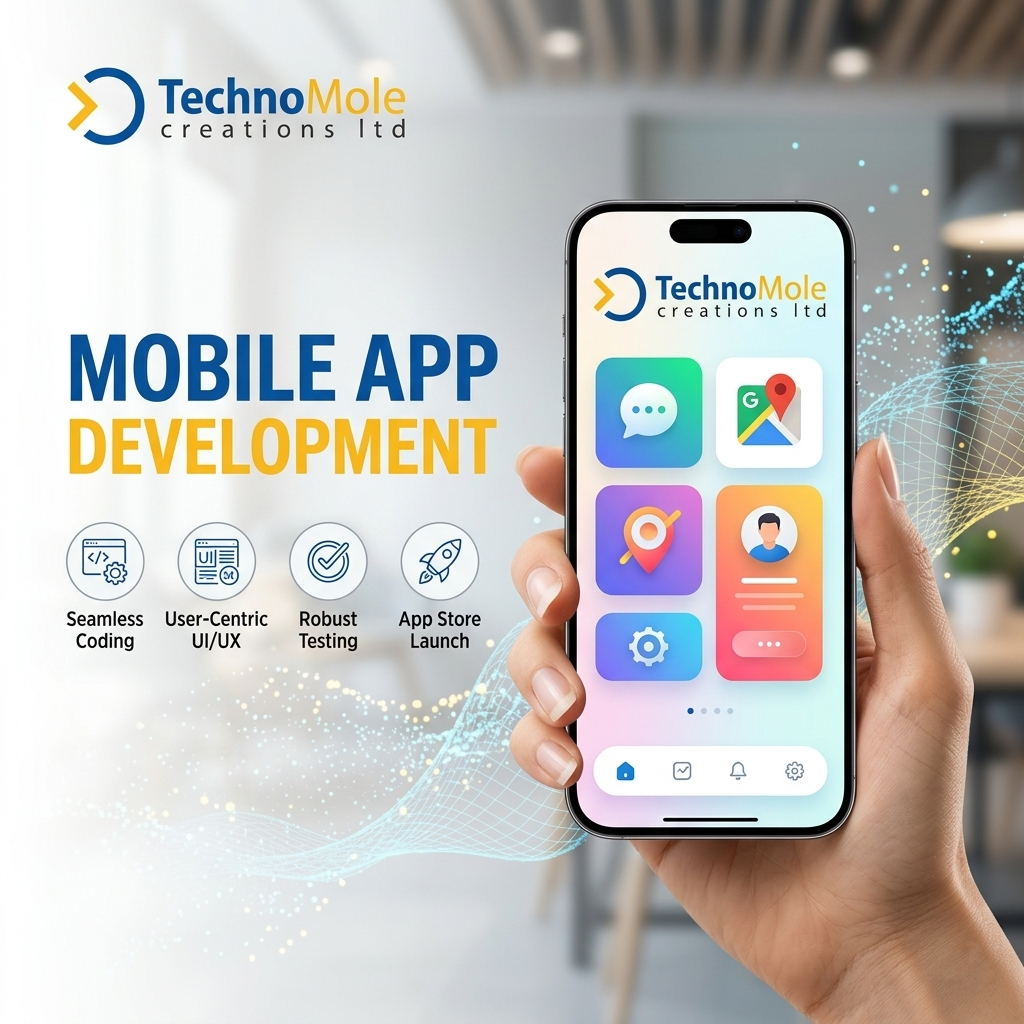 TechnoMole
creations ltd
MOBILE APP
DEVELOPMENT
Seamless
Coding
User-Centric
UI/UX
Robust
Testing
App Store
Launch
UI
TechnoMole
creations ltd
G